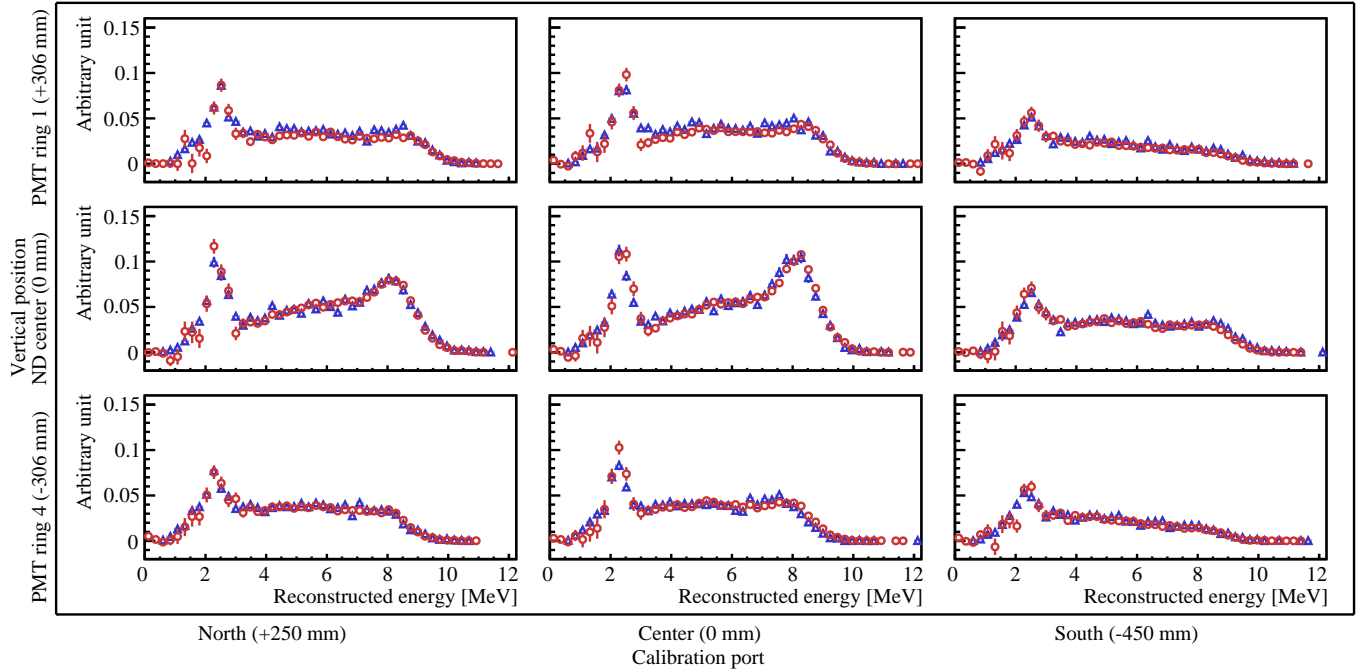 Vertical position
PMT ring 1 (+306 mm)
ND center (0 mm)
PMT ring 4 (-306 mm)
Arbitrary unit
0.15
0.1
0.05
0
Arbitrary unit
0.15
0.1
0.05
0
Arbitrary unit
0.15
0.1
0.05
0
0 2 4 6 8 10 12
0 2 4 6 8 10 12
0 2 4 6 8 10 12
Reconstructed energy [MeV]
Reconstructed energy [MeV]
Reconstructed energy [MeV]
North (+250 mm)
Center (0 mm)
South (-450 mm)
Calibration port